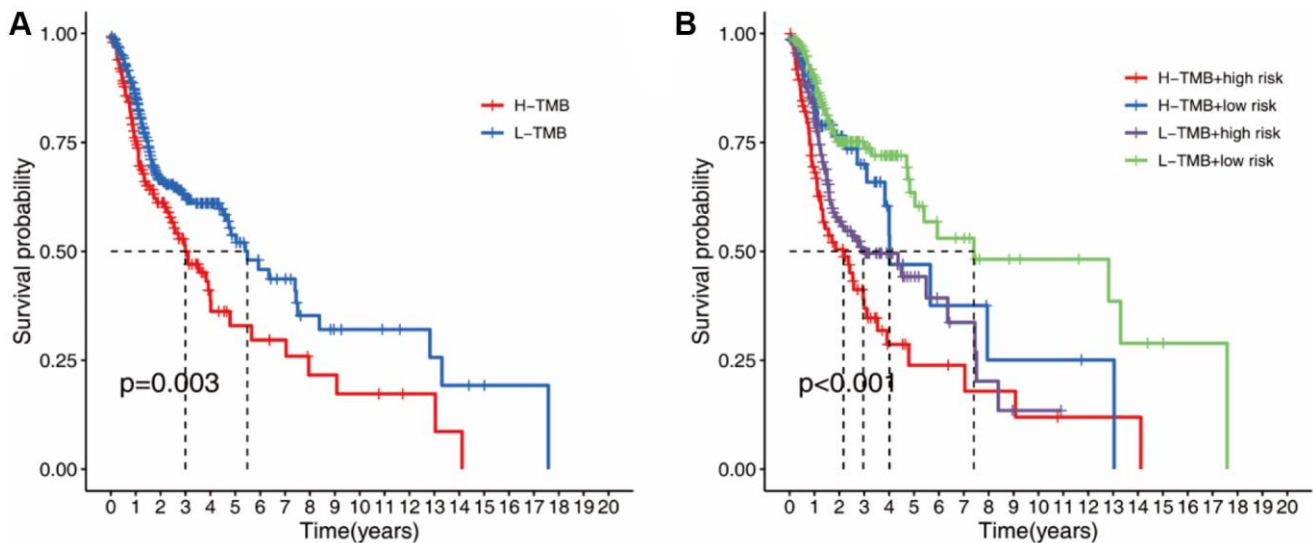 A
1.00
0.75
0.50
0.25
0.00
Survival probability
H-TMB
L-TMB
p=0.003
0 1 2 3 4 5 6 7 8 9 10 11 12 13 14 15 16 17 18 19 20
Time(years)
B
1.00
0.75
0.50
0.25
0.00
Survival probability
H-TMB+high risk
H-TMB+low risk
L-TMB+high risk
L-TMB+low risk
p<0.001
0 1 2 3 4 5 6 7 8 9 10 11 12 13 14 15 16 17 18 19 20
Time(years)